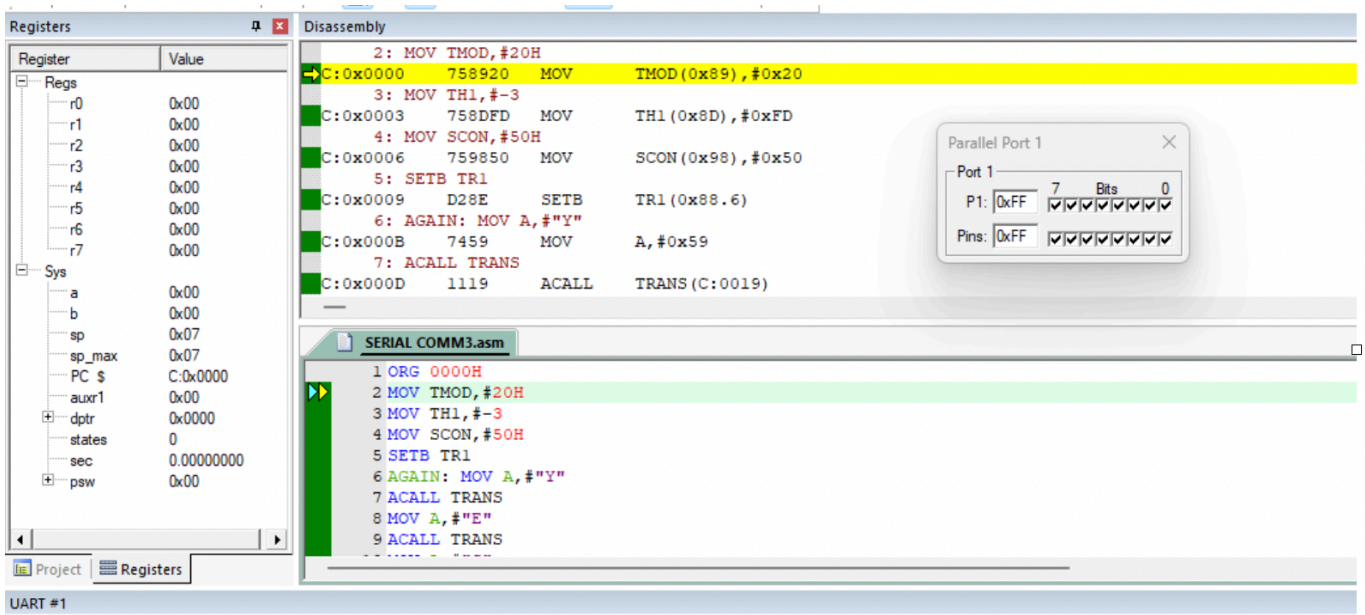 Registers
Register Value
Regs
r0 0x00
r1 0x00
r2 0x00
r3 0x00
r4 0x00
r5 0x00
r6 0x00
r7 0x00
Sys
a 0x00
b 0x00
sp 0x07
sp_max 0x07
PC $ C:0x0000
auxr1 0x00
dptr 0x0000
states 0
sec 0.00000000
psw 0x00
Project Registers
Disassembly
2: MOV TMOD,#20H
C:0x0000 758920 MOV TMOD(0x89),#0x20
3: MOV TH1,#-3
C:0x0003 758DFD MOV TH1(0x8D),#0xFD
4: MOV SCON,#50H
C:0x0006 759850 MOV SCON(0x98),#0x50
5: SETB TR1
C:0x0009 D28E SETB TR1(0x88.6)
6: AGAIN: MOV A,#"Y"
C:0x000B 7459 MOV A,#0x59
7: ACALL TRANS
C:0x000D 1119 ACALL TRANS(C:0019)
Parallel Port 1
Port 1
7 Bits 0
P1: 0xFF
Pins: 0xFF
SERIAL COMM3.asm
1 ORG 0000H
2 MOV TMOD,#20H
3 MOV TH1,#-3
4 MOV SCON,#50H
5 SETB TR1
6 AGAIN: MOV A,#"Y"
7 ACALL TRANS
8 MOV A,#"E"
9 ACALL TRANS
UART #1